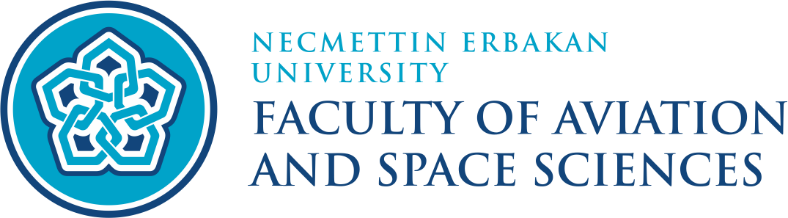 NECMETTIN ERBAKAN
UNIVERSITY
FACULTY OF AVIATION
AND SPACE SCIENCES